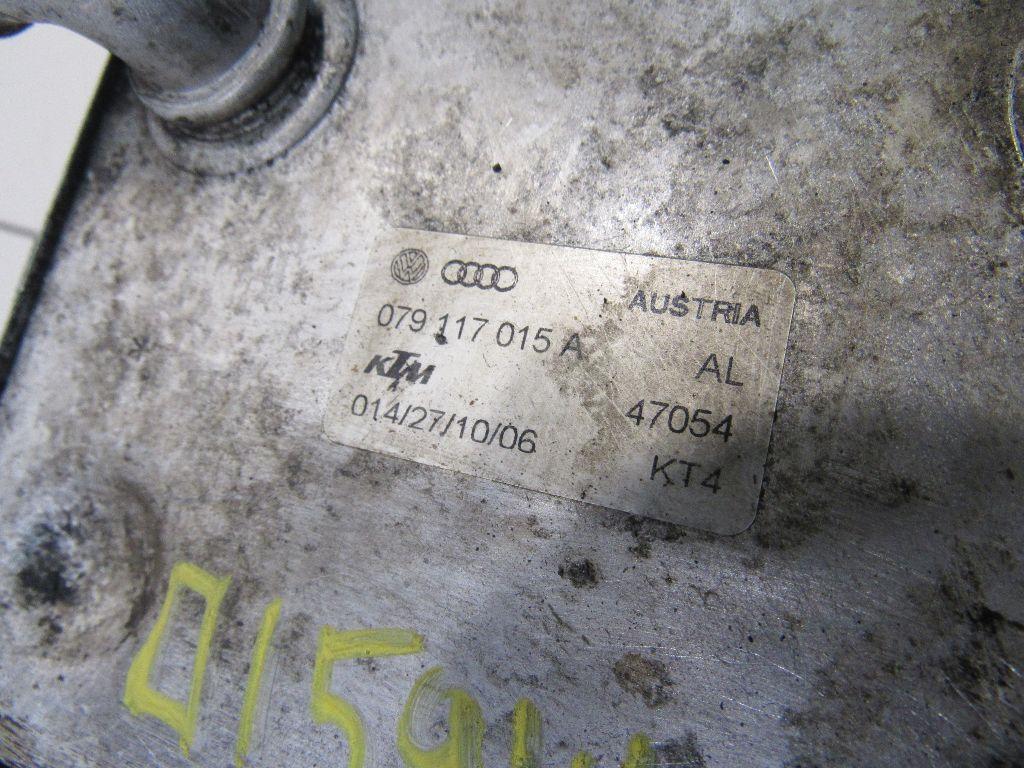 AUSTRIA
079 117 015 A
AL
KTM
47054
014/27/10/06
KT4